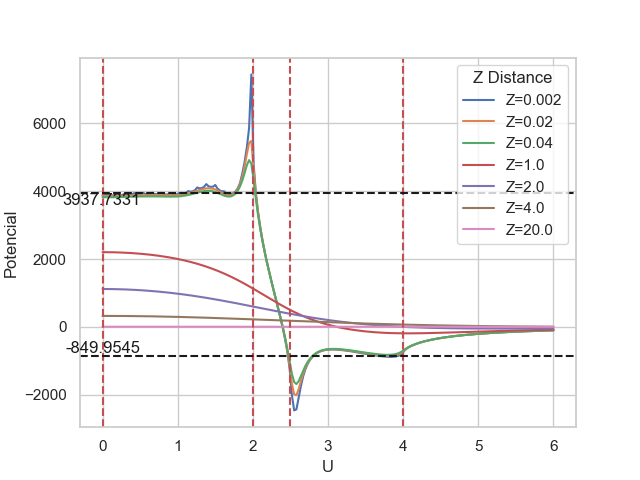 Z Distance
Z=0.002
Z=0.02
Z=0.04
Z=1.0
Z=2.0
Z=4.0
Z=20.0
6000
4000
3937.7331
2000
0
-849.9545
−2000
Potencial
0 1 2 3 4 5 6
U